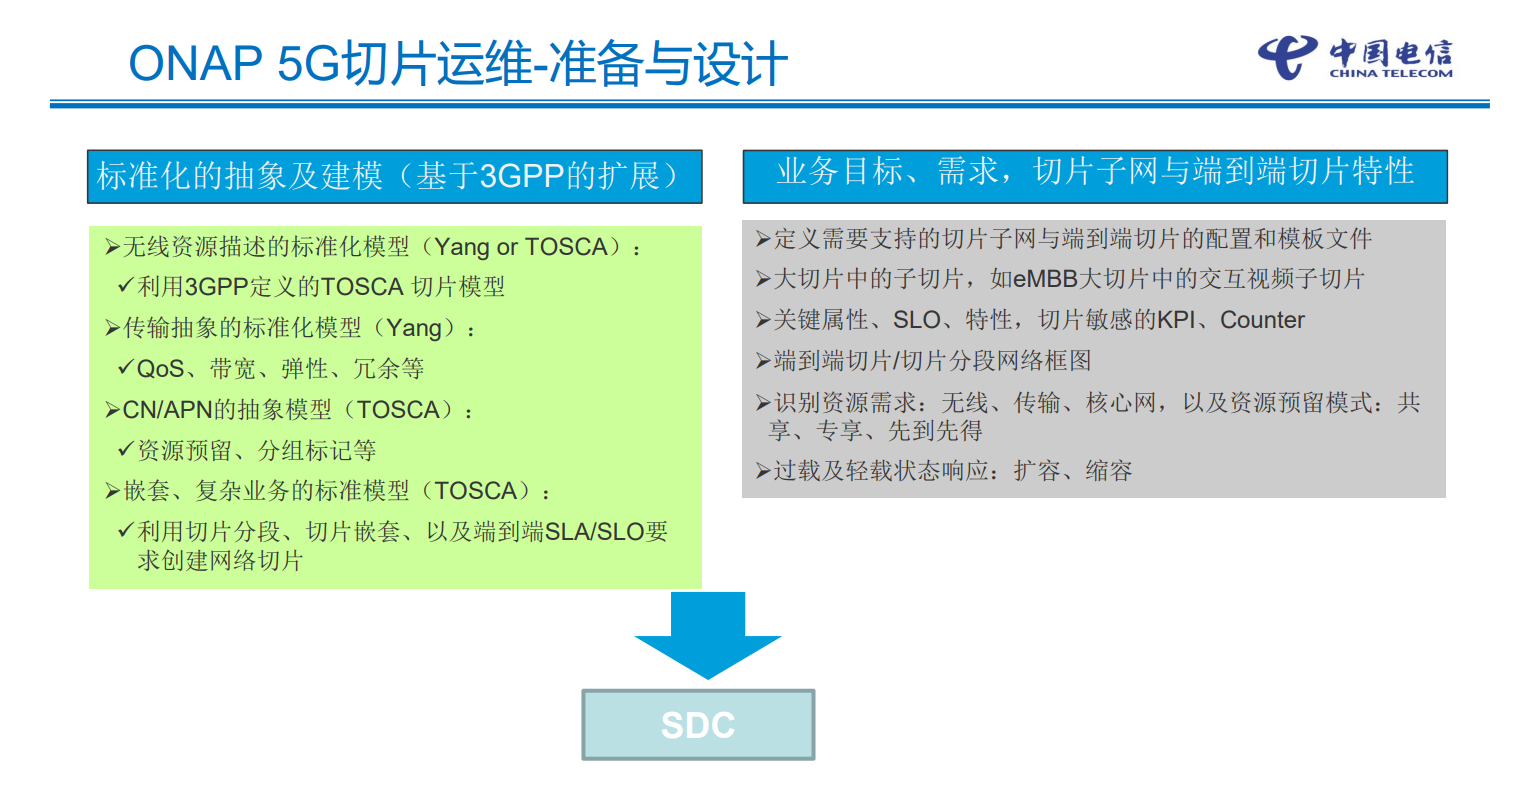 ONAP 5G切片运维-准备与设计
中国电信
CHINA TELECOM
标准化的抽象及建模（基于3GPP的扩展）
➢无线资源描述的标准化模型（Yang or TOSCA）：
✓利用3GPP定义的TOSCA 切片模型
➢传输抽象的标准化模型（Yang）：
✓QoS、带宽、弹性、冗余等
➢CN/APN的抽象模型（TOSCA）：
✓资源预留、分组标记等
➢嵌套、复杂业务的标准模型（TOSCA）：
✓利用切片分段、切片嵌套、以及端到端SLA/SLO要
求创建网络切片
业务目标、需求，切片子网与端到端切片特性
➢定义需要支持的切片子网与端到端切片的配置和模板文件
➢大切片中的子切片，如eMBB大切片中的交互视频子切片
➢关键属性、SLO、特性，切片敏感的KPI、Counter
➢端到端切片/切片分段网络框图
➢识别资源需求：无线、传输、核心网，以及资源预留模式：共
享、专享、先到先得
➢过载及轻载状态响应：扩容、缩容
SDC